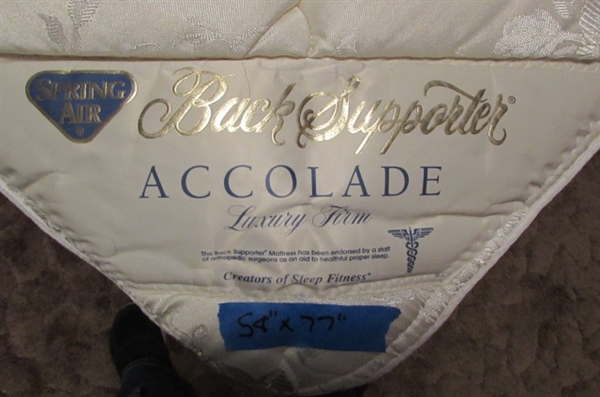 SPRING
AIR
®
Back Supporter®
ACCOLADE
Luxury Firm
The Back Supporter® Mattress has been endorsed by a staff
of orthopedic surgeons as an aid to healthful proper sleep.
Creators of Sleep Fitness®
54" x 77"